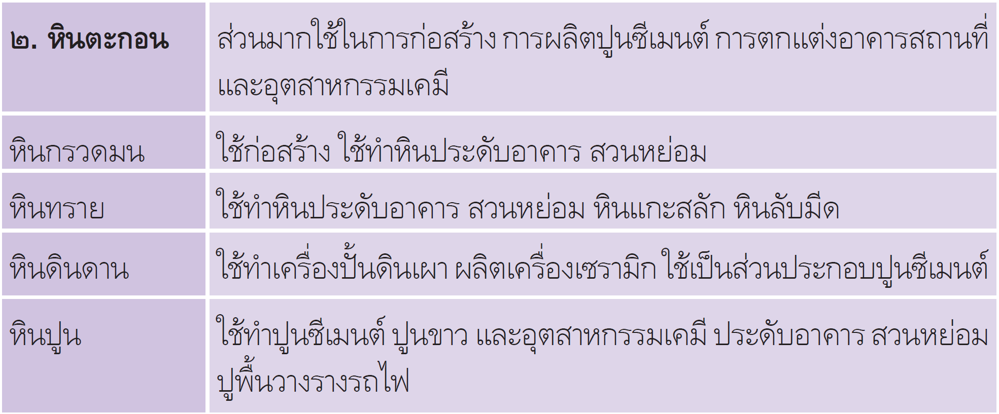 ๒. หินตะกอน
ส่วนมากใช้ในการก่อสร้าง การผลิตปูนซีเมนต์ การตกแต่งอาคารสถานที่
และอุตสาหกรรมเคมี
หินกรวดมน
ใช้ก่อสร้าง ใช้ทำหินประดับอาคาร สวนหย่อม
หินทราย
ใช้ทำหินประดับอาคาร สวนหย่อม หินแกะสลัก หินลับมีด
หินดินดาน
ใช้ทำเครื่องปั้นดินเผา ผลิตเครื่องเซรามิก ใช้เป็นส่วนประกอบปูนซีเมนต์
หินปูน
ใช้ทำปูนซีเมนต์ ปูนขาว และอุตสาหกรรมเคมี ประดับอาคาร สวนหย่อม
ปูพื้นวางรางรถไฟ